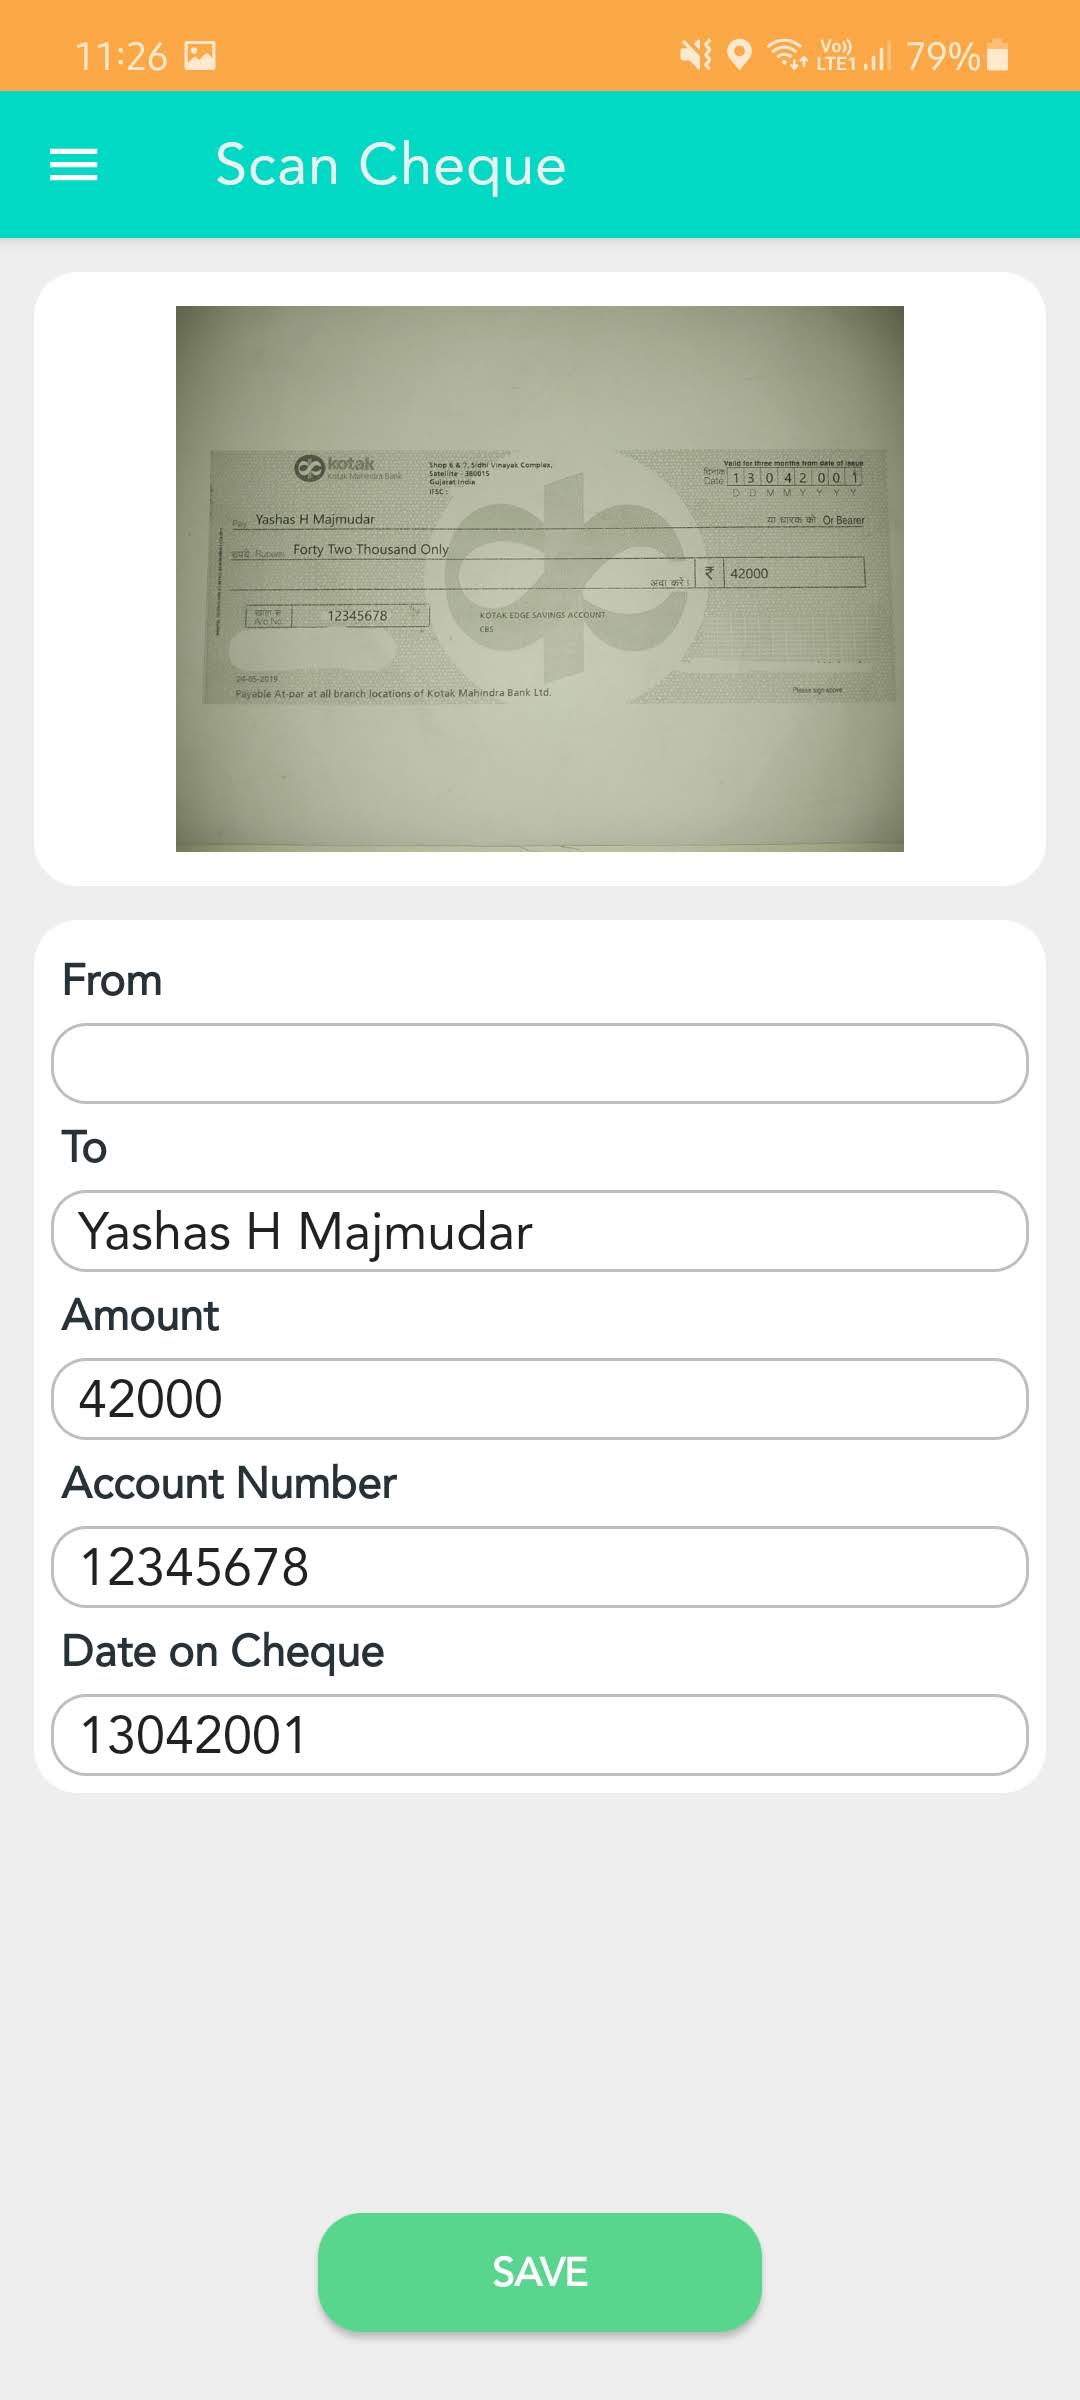 11:26
Vo))
LTE1
79%
Scan Cheque
kotak
Kotak Mahindra Bank
Shop 6 & 7, Sidhi Vinayak Complex,
Satellite - 380015
Gujarat India
IFSC :
Valid for three months from date of issue
Date 1 3 0 4 2 0 0 1
D D M M Y Y Y Y
Pay Yashas H Majmudar
या धारक को Or Bearer
रुपये Rupees Forty Two Thousand Only
अदा करें। ₹ 42000
A/c No. 12345678
KOTAK EDGE SAVINGS ACCOUNT
CBS
24-05-2019
Payable At-par at all branch locations of Kotak Mahindra Bank Ltd.
Please sign above
From
To
Yashas H Majmudar
Amount
42000
Account Number
12345678
Date on Cheque
13042001
SAVE